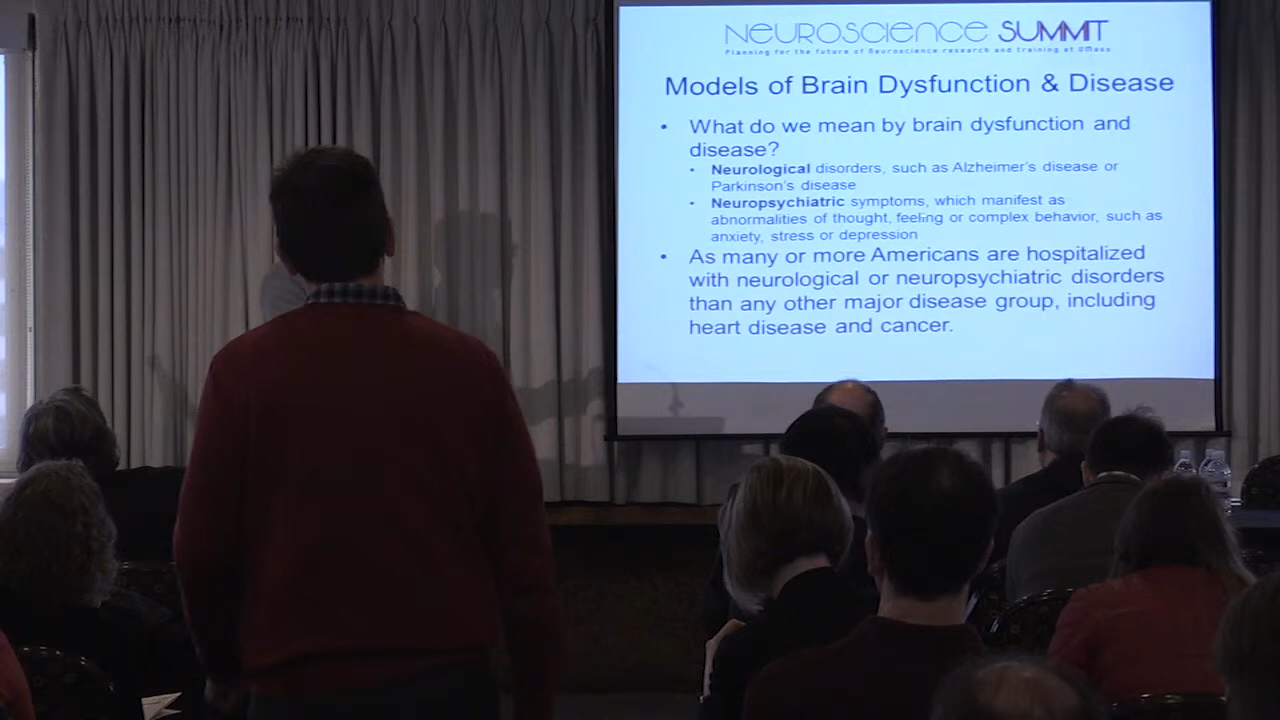 NEUROSCIENCE SUMMIT
Planning for the future of Neuroscience research and training at UMass
Models of Brain Dysfunction & Disease
• What do we mean by brain dysfunction and
disease?
• Neurological disorders, such as Alzheimer's disease or
Parkinson's disease
• Neuropsychiatric symptoms, which manifest as
abnormalities of thought, feeling or complex behavior, such as
anxiety, stress or depression
• As many or more Americans are hospitalized
with neurological or neuropsychiatric disorders
than any other major disease group, including
heart disease and cancer.